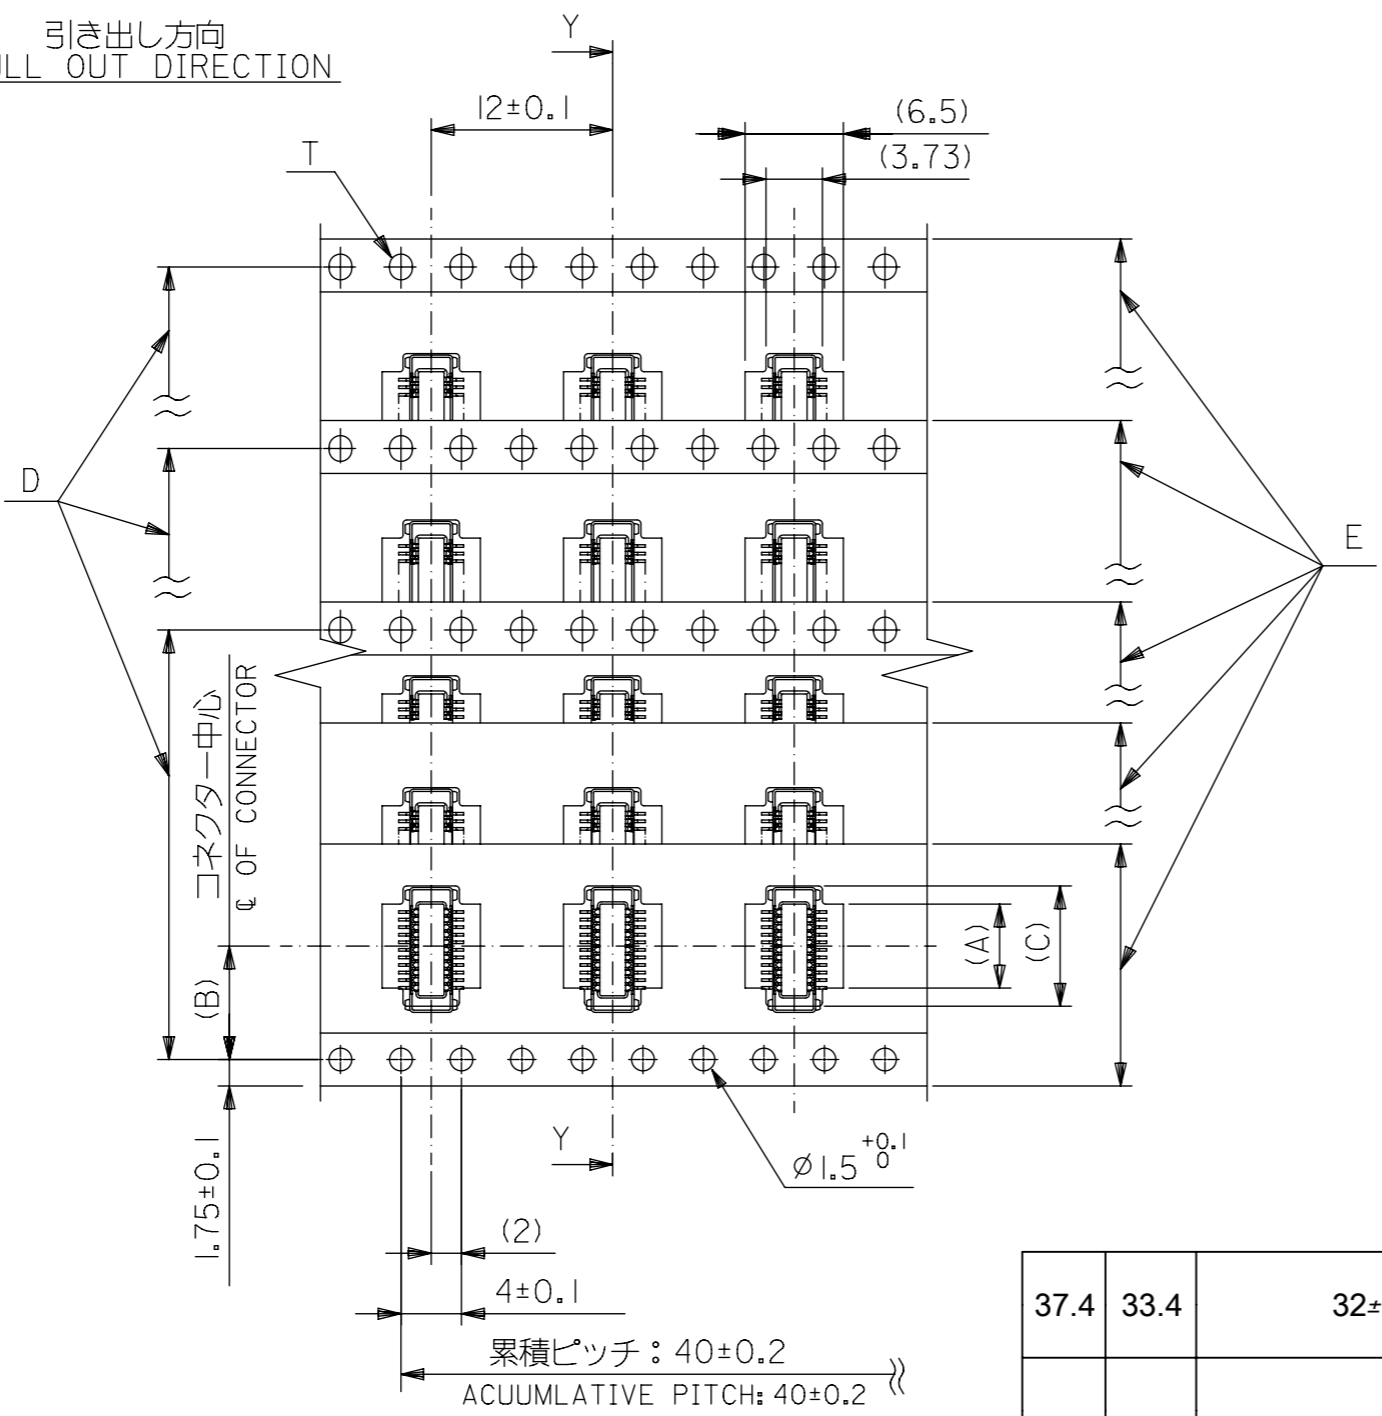 引き出し方向
LL OUT DIRECTION
Y
12±0.1
(6.5)
(3.73)
T
D
E
コネクター中心
℄ OF CONNECTOR
(B)
(A)
(C)
1.75±0.1
Y
Ø1.5 +0.1 0
(2)
4±0.1
累積ピッチ：40±0.2
ACUUMLATIVE PITCH: 40±0.2
37.4 33.4 32±